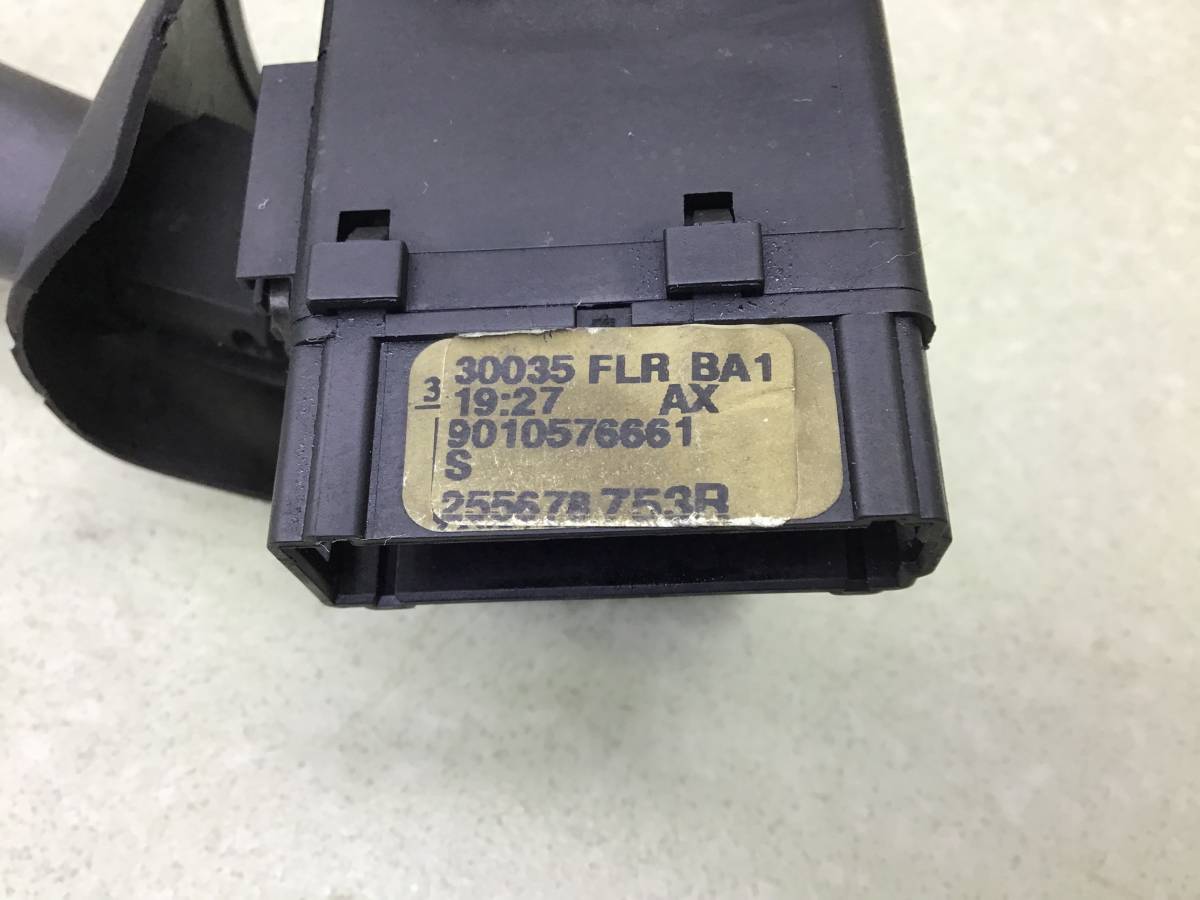 30035 FLR BA1
3 19:27 AX
9010576661
S
255678 753R